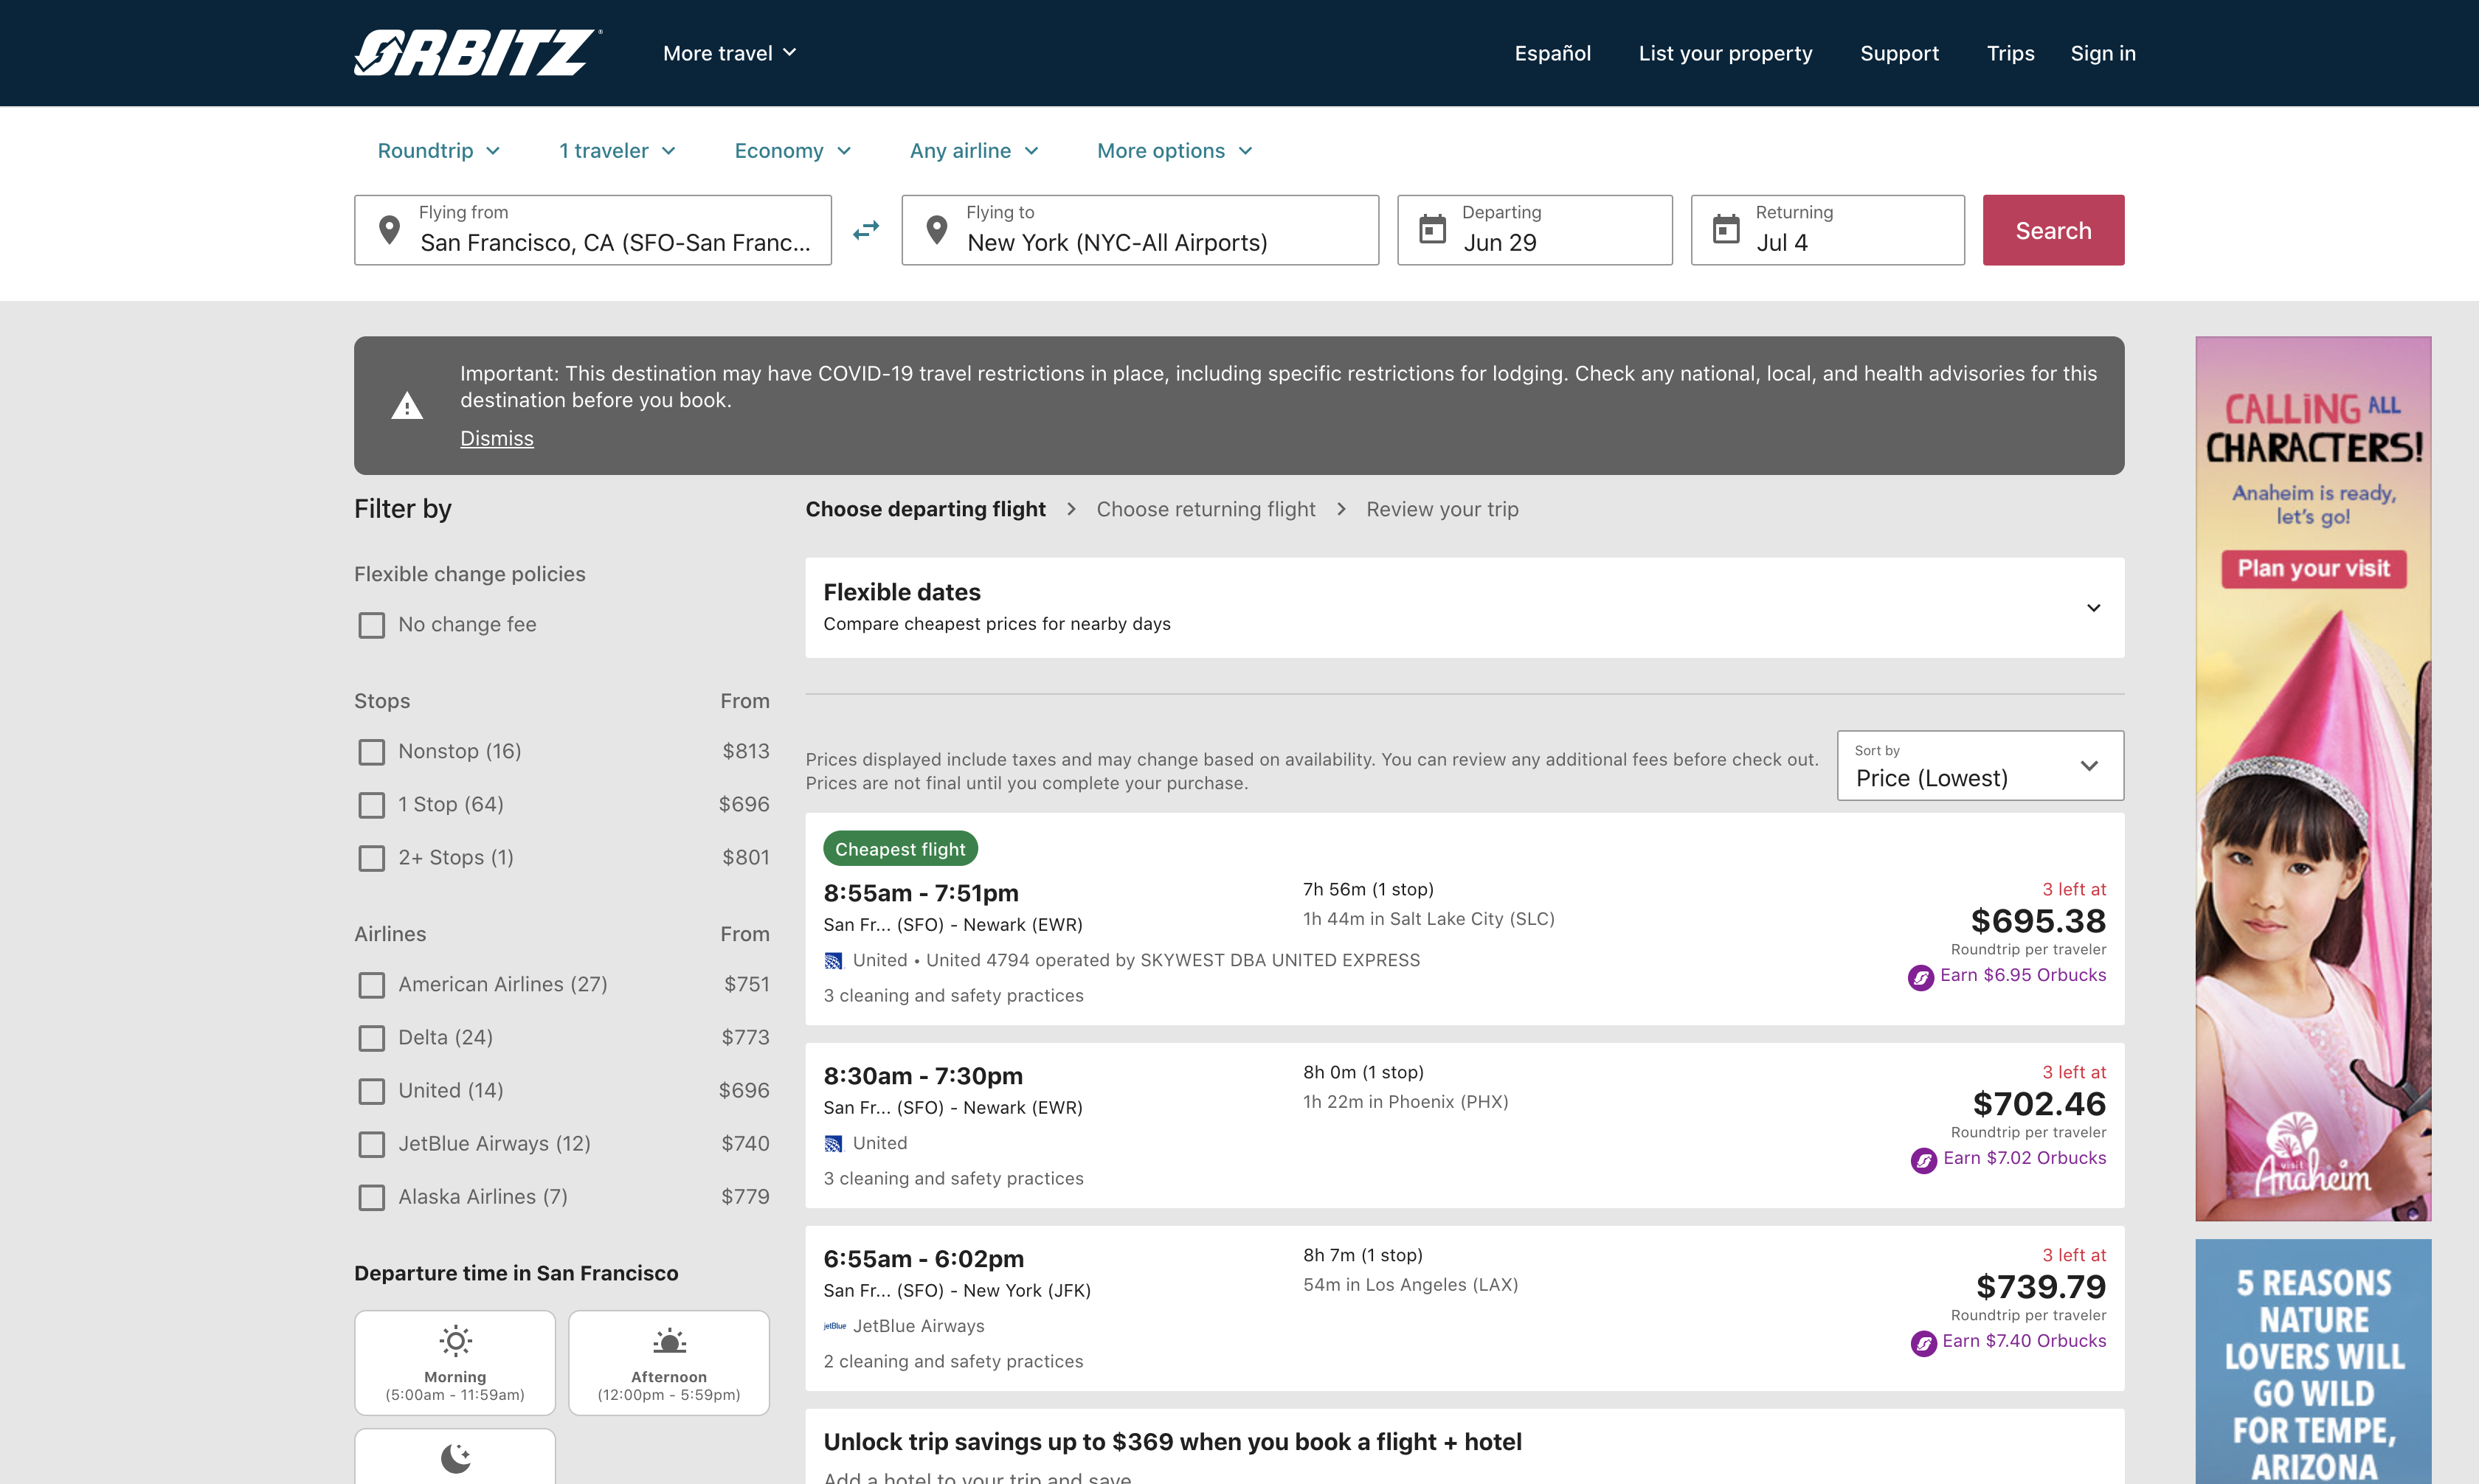 ORBITZ
More travel
Español
List your property
Support
Trips
Sign in
Roundtrip
1 traveler
Economy
Any airline
More options
Flying from
San Francisco, CA (SFO-San Franc...
Flying to
New York (NYC-All Airports)
Departing
Jun 29
Returning
Jul 4
Search
Important: This destination may have COVID-19 travel restrictions in place, including specific restrictions for lodging. Check any national, local, and health advisories for this
destination before you book.
Dismiss
Filter by
Flexible change policies
No change fee
Stops From
Nonstop (16) $813
1 Stop (64) $696
2+ Stops (1) $801
Airlines From
American Airlines (27) $751
Delta (24) $773
United (14) $696
JetBlue Airways (12) $740
Alaska Airlines (7) $779
Departure time in San Francisco
Morning
(5:00am - 11:59am)
Afternoon
(12:00pm - 5:59pm)
Choose departing flight
Choose returning flight
Review your trip
Flexible dates
Compare cheapest prices for nearby days
Prices displayed include taxes and may change based on availability. You can review any additional fees before check out.
Prices are not final until you complete your purchase.
Sort by
Price (Lowest)
Cheapest flight
8:55am - 7:51pm
San Fr... (SFO) - Newark (EWR)
United • United 4794 operated by SKYWEST DBA UNITED EXPRESS
3 cleaning and safety practices
7h 56m (1 stop)
1h 44m in Salt Lake City (SLC)
3 left at
$695.38
Roundtrip per traveler
Earn $6.95 Orbucks
8:30am - 7:30pm
San Fr... (SFO) - Newark (EWR)
United
3 cleaning and safety practices
8h 0m (1 stop)
1h 22m in Phoenix (PHX)
3 left at
$702.46
Roundtrip per traveler
Earn $7.02 Orbucks
6:55am - 6:02pm
San Fr... (SFO) - New York (JFK)
jetBlue JetBlue Airways
2 cleaning and safety practices
8h 7m (1 stop)
54m in Los Angeles (LAX)
3 left at
$739.79
Roundtrip per traveler
Earn $7.40 Orbucks
Unlock trip savings up to $369 when you book a flight + hotel
Add a hotel to your trip and save
CALLING ALL
CHARACTERS!
Anaheim is ready,
let's go!
Plan your visit
visit
Anaheim
5 REASONS
NATURE
LOVERS WILL
GO WILD
FOR TEMPE,
ARIZONA